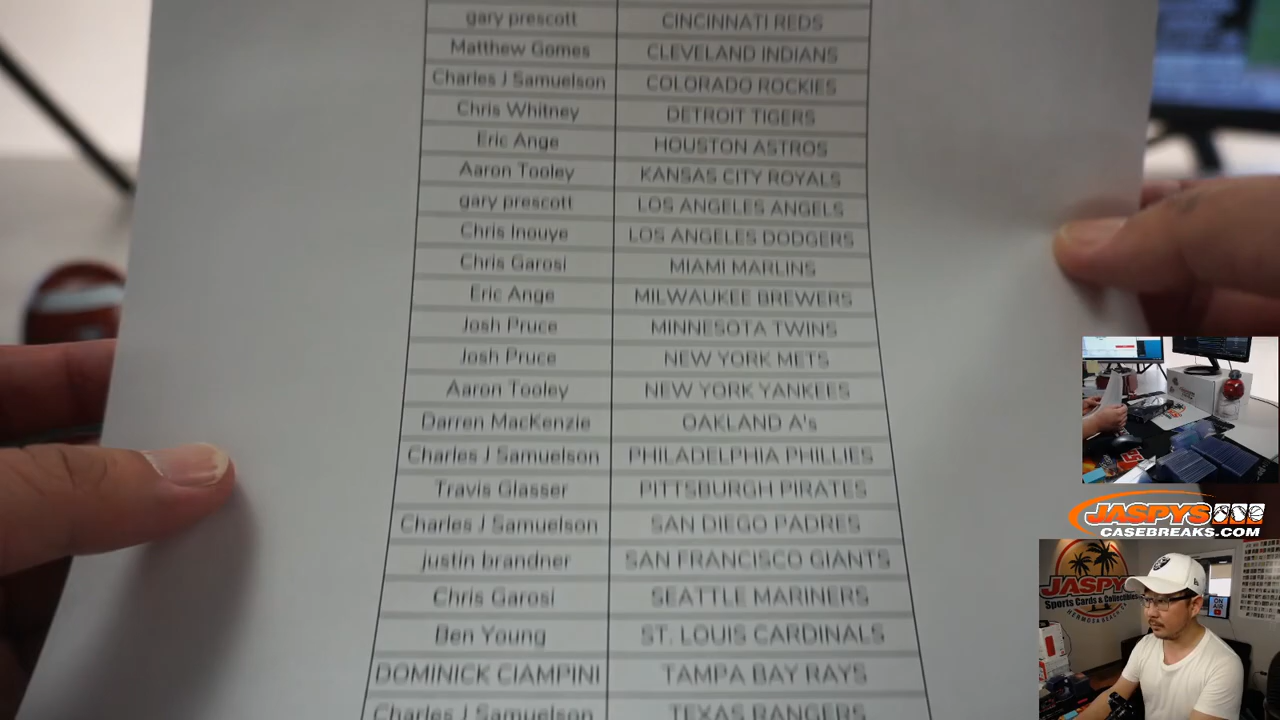 gary prescott CINCINNATI REDS
Matthew Gomes CLEVELAND INDIANS
Charles J Samuelson COLORADO ROCKIES
Chris Whitney DETROIT TIGERS
Eric Ange HOUSTON ASTROS
Aaron Tooley KANSAS CITY ROYALS
gary prescott LOS ANGELES ANGELS
Chris Inouye LOS ANGELES DODGERS
Chris Garosi MIAMI MARLINS
Eric Ange MILWAUKEE BREWERS
Josh Pruce MINNESOTA TWINS
Josh Pruce NEW YORK METS
Aaron Tooley NEW YORK YANKEES
Darren MacKenzie OAKLAND A's
Charles J Samuelson PHILADELPHIA PHILLIES
Travis Glasser PITTSBURGH PIRATES
Charles J Samuelson SAN DIEGO PADRES
justin brandner SAN FRANCISCO GIANTS
Chris Garosi SEATTLE MARINERS
Ben Young ST. LOUIS CARDINALS
DOMINICK CIAMPINI TAMPA BAY RAYS
Charles J Samuelson TEXAS RANGERS
JASPYS
CASEBREAKS.COM
JASPY'S
Sports Cards & Collectibles
HERMOSA BEACH
ON AIR